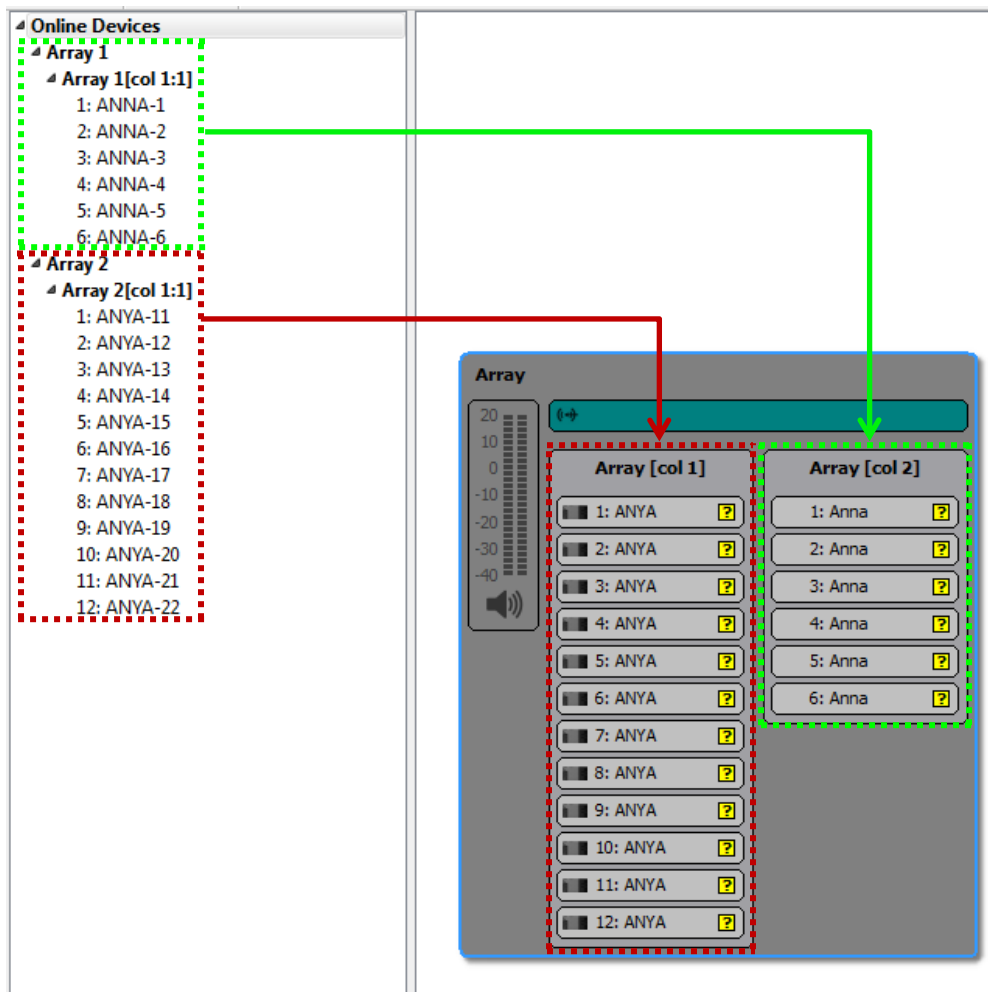 Online Devices
Array 1
Array 1[col 1:1]
1: ANNA-1
2: ANNA-2
3: ANNA-3
4: ANNA-4
5: ANNA-5
6: ANNA-6
Array 2
Array 2[col 1:1]
1: ANYA-11
2: ANYA-12
3: ANYA-13
4: ANYA-14
5: ANYA-15
6: ANYA-16
7: ANYA-17
8: ANYA-18
9: ANYA-19
10: ANYA-20
11: ANYA-21
12: ANYA-22
Array
20
10
0
-10
-20
-30
-40
Array [col 1]
1: ANYA ?
2: ANYA ?
3: ANYA ?
4: ANYA ?
5: ANYA ?
6: ANYA ?
7: ANYA ?
8: ANYA ?
9: ANYA ?
10: ANYA ?
11: ANYA ?
12: ANYA ?
Array [col 2]
1: Anna ?
2: Anna ?
3: Anna ?
4: Anna ?
5: Anna ?
6: Anna ?